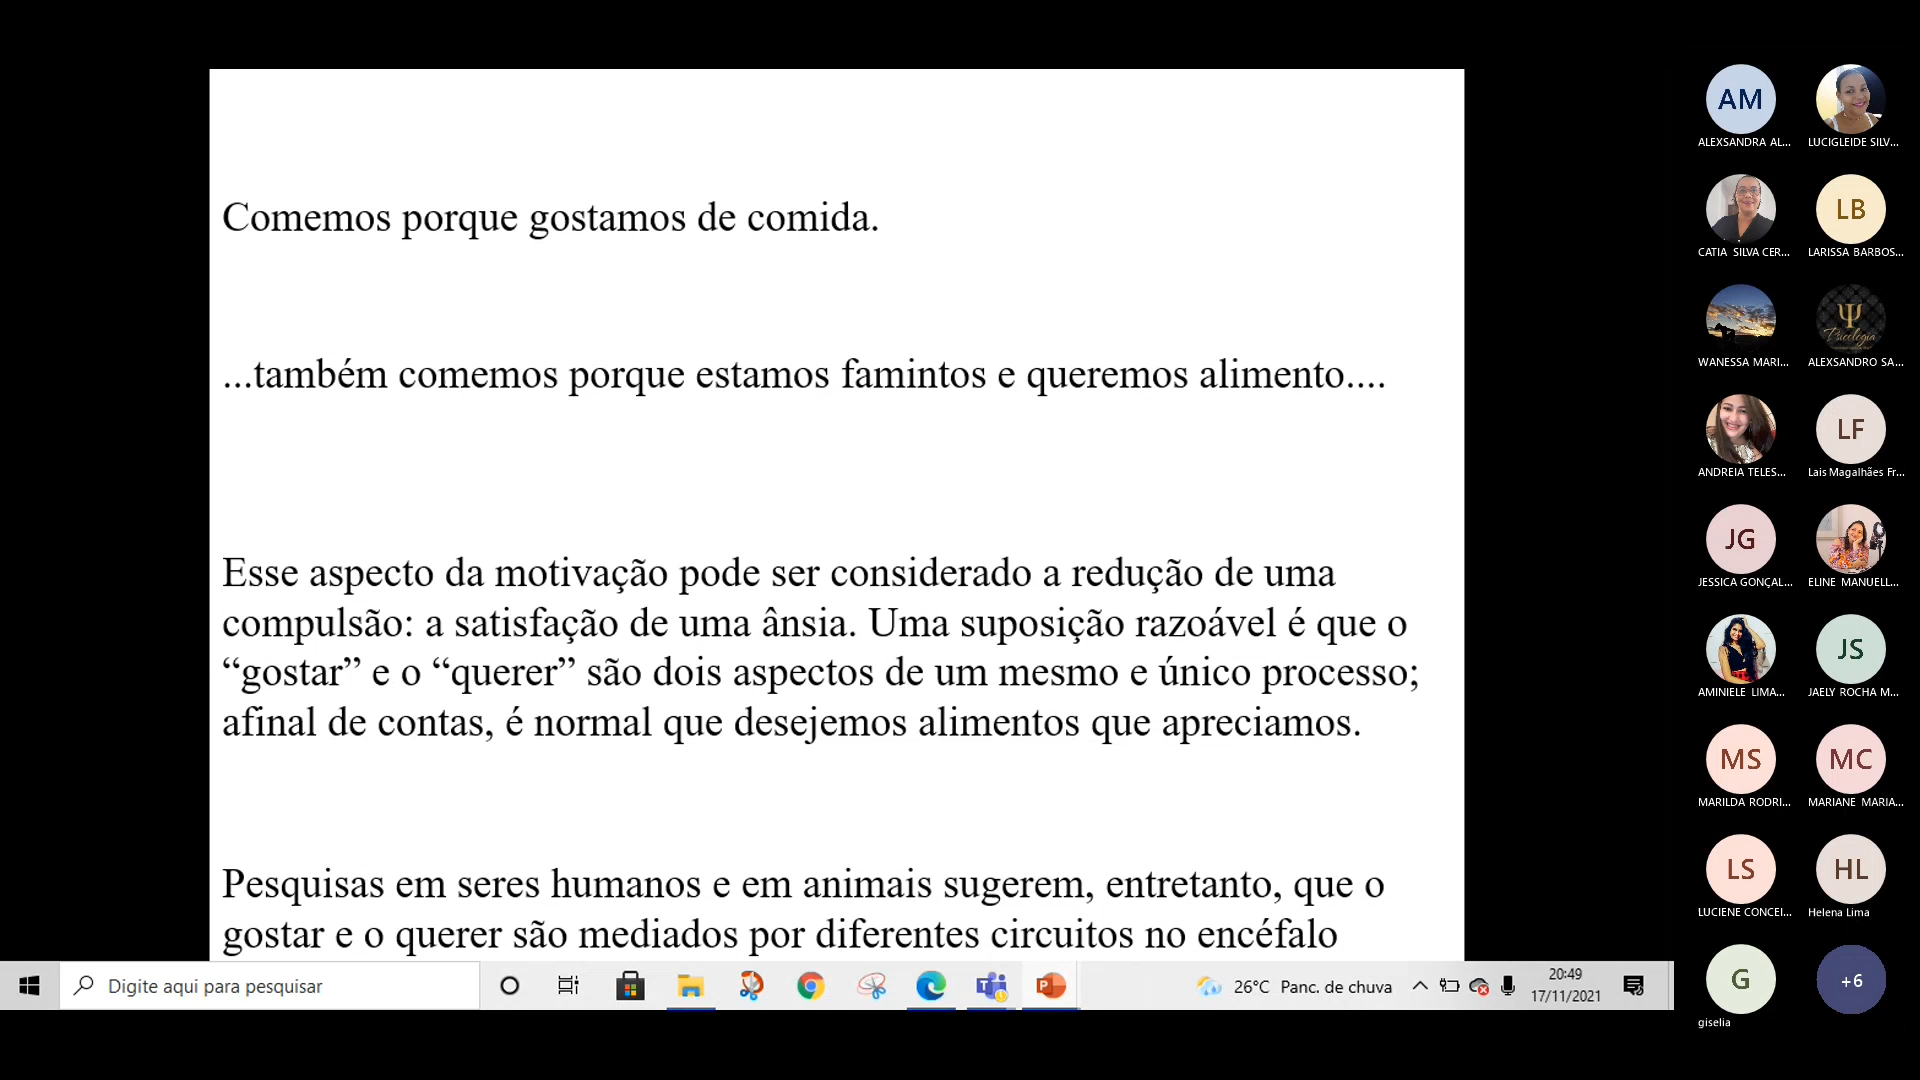 Comemos porque gostamos de comida.
...também comemos porque estamos famintos e queremos alimento....
Esse aspecto da motivação pode ser considerado a redução de uma
compulsão: a satisfação de uma ânsia. Uma suposição razoável é que o
“gostar” e o “querer” são dois aspectos de um mesmo e único processo;
afinal de contas, é normal que desejemos alimentos que apreciamos.
Pesquisas em seres humanos e em animais sugerem, entretanto, que o
gostar e o querer são mediados por diferentes circuitos no encéfalo
Digite aqui para pesquisar
26°C Panc. de chuva
20:49
17/11/2021
AM
ALEXSANDRA AL...
LUCIGLEIDE SILV...
CATIA SILVA CER...
LB
LARISSA BARBOS...
WANESSA MARI...
Ψ
Psicologia
ALEXSANDRO SA...
ANDREIA TELES...
LF
Lais Magalhães Fr...
JG
JESSICA GONÇAL...
ELINE MANUELL...
AMINIELE LIMA...
JS
JAELY ROCHA M...
MS
MARILDA RODRI...
MC
MARIANE MARIA...
LS
LUCIENE CONCEI...
HL
Helena Lima
G
giselia
+6